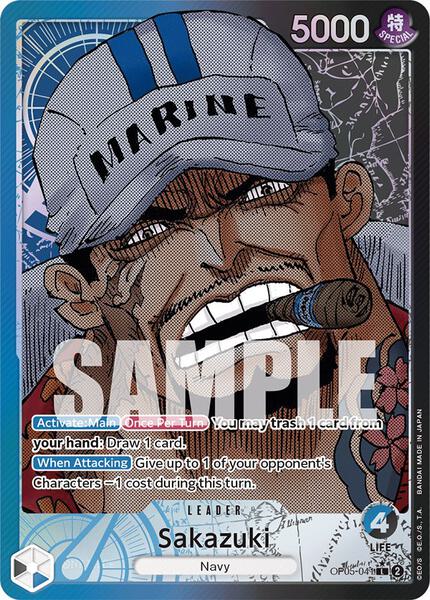 5000
特
SPECIAL
MARINE
SAMPLE
Activate:Main Once Per Turn You may trash 1 card from
your hand: Draw 1 card.
When Attacking Give up to 1 of your opponent's
Characters −1 cost during this turn.
LEADER
Sakazuki
Navy
4
LIFE
OP05-041 L 2
©E/S ©E.O./S., T.A. BANDAI MADE IN JAPAN